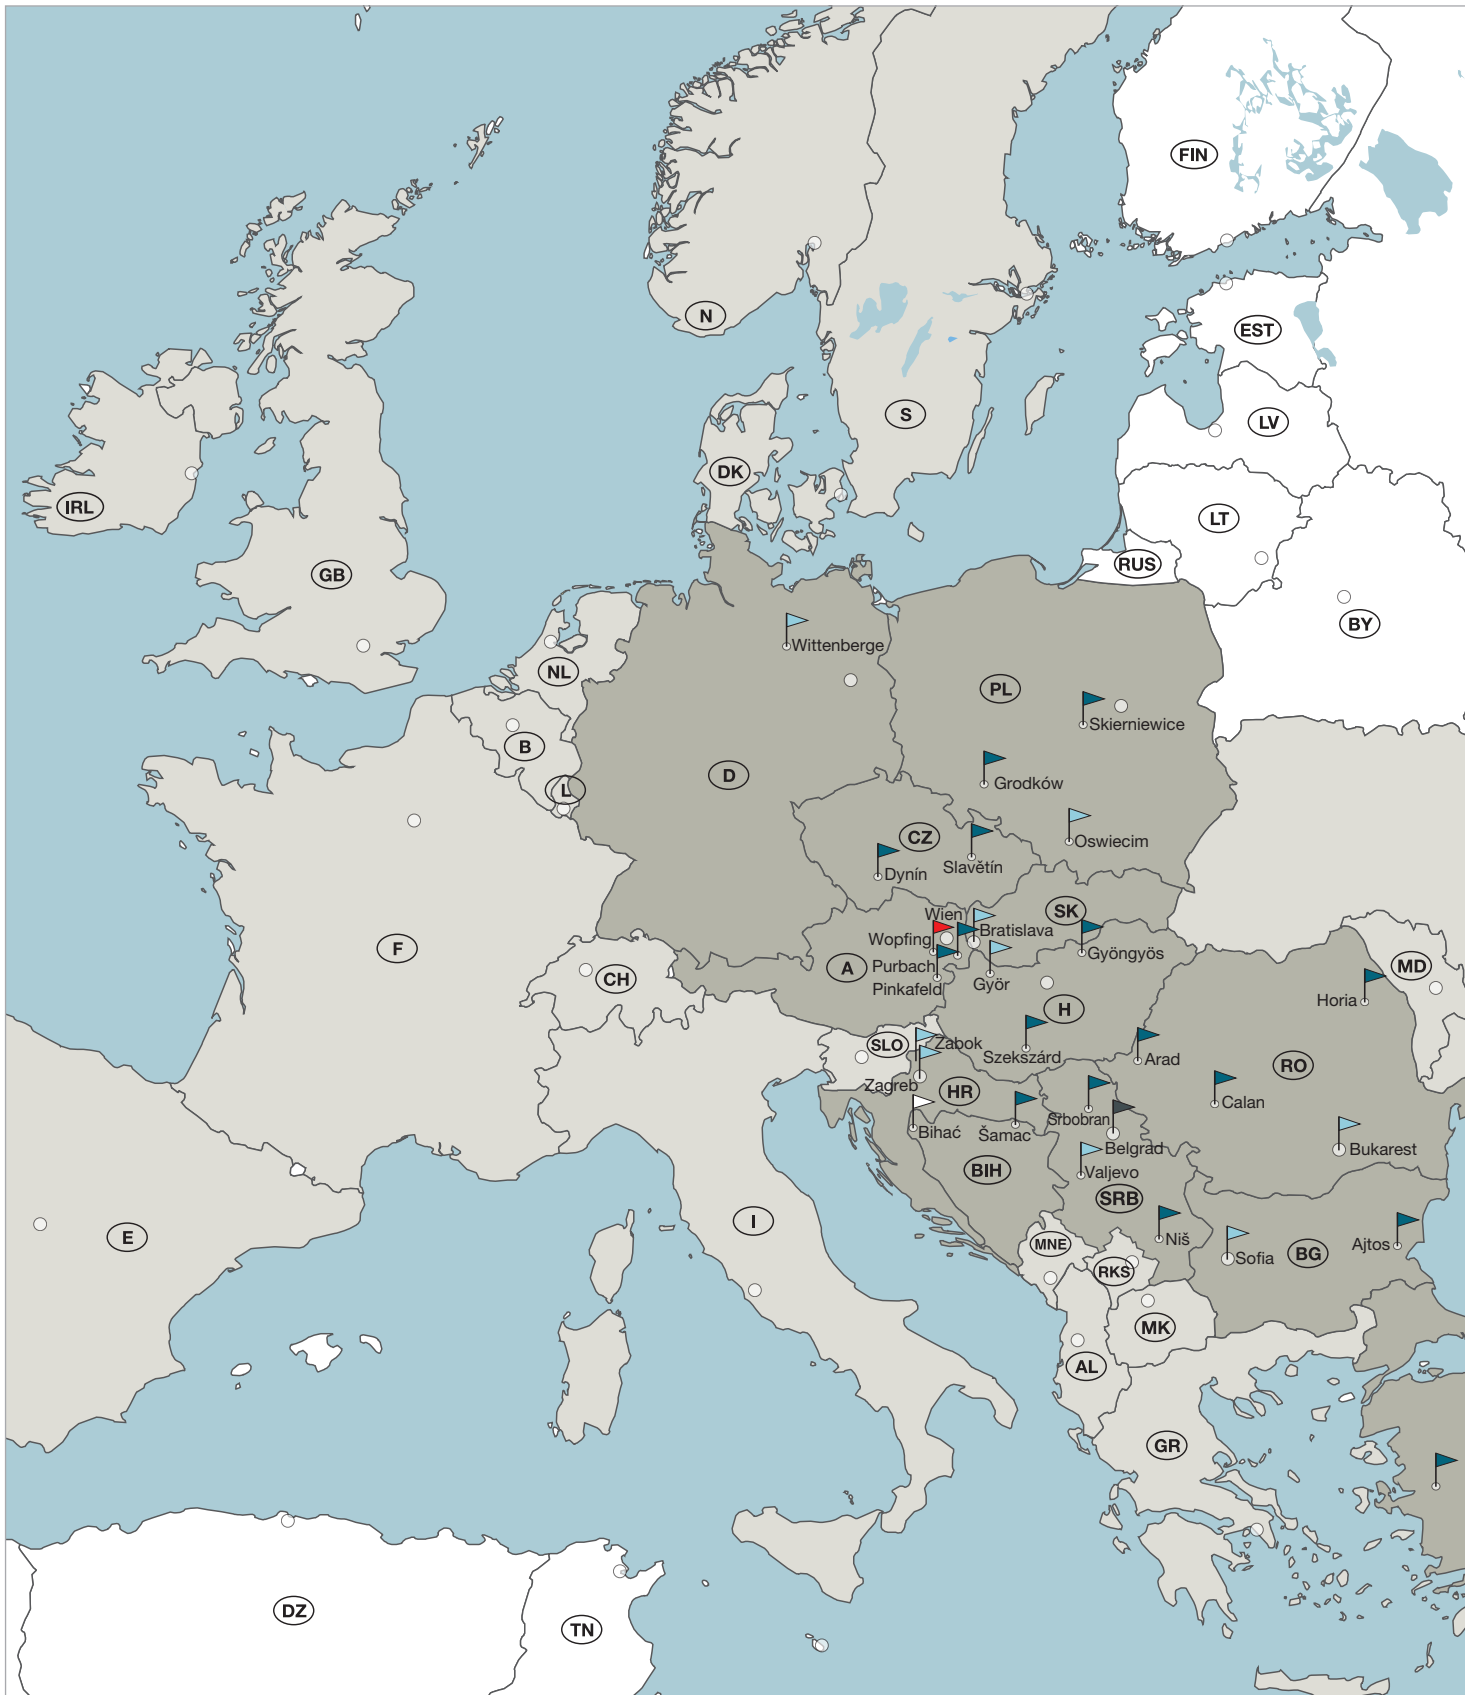 FIN
N
EST
S
LV
DK
IRL
LT
RUS
GB
BY
Wittenberge
NL
PL
Skierniewice
B
D
L
Grodków
CZ
Oswiecim
Slavětín
Dynín
SK
Wien
Bratislava
Wopfing
F
Gyöngyös
A
Purbach
MD
CH
Györ
Pinkafeld
Horia
H
SLO
Zabok
Szekszárd
Arad
RO
Zagreb
HR
Calan
Srbobran
Bihać
Šamac
Belgrad
Bukarest
BIH
Valjevo
SRB
I
E
Niš
MNE
Ajtos
BG
Sofia
RKS
MK
AL
GR
DZ
TN